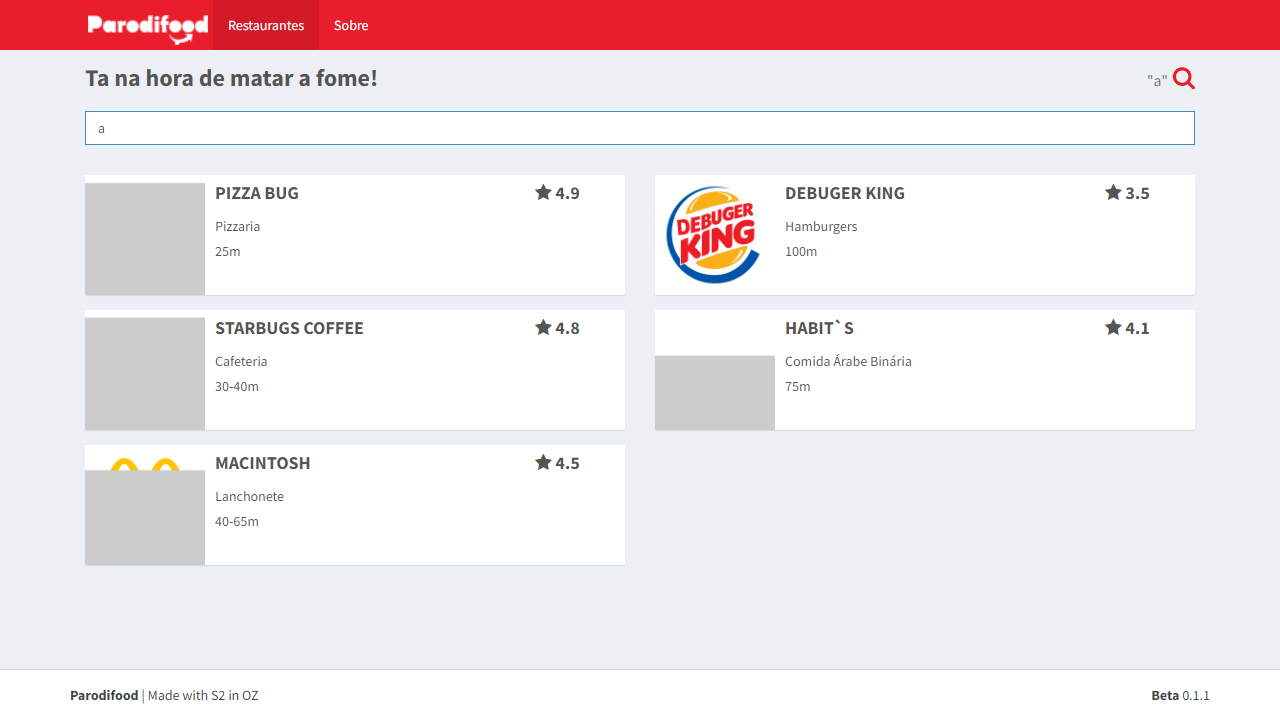 Parodifood Restaurantes Sobre
Ta na hora de matar a fome!
"a"
a
PIZZA BUG 4.9
Pizzaria
25m
DEBUGER KING
DEBUGER KING 3.5
Hamburgers
100m
STARBUGS COFFEE 4.8
Cafeteria
30-40m
HABIT`S 4.1
Comida Árabe Binária
75m
MACINTOSH 4.5
Lanchonete
40-65m
Parodifood | Made with S2 in OZ
Beta 0.1.1